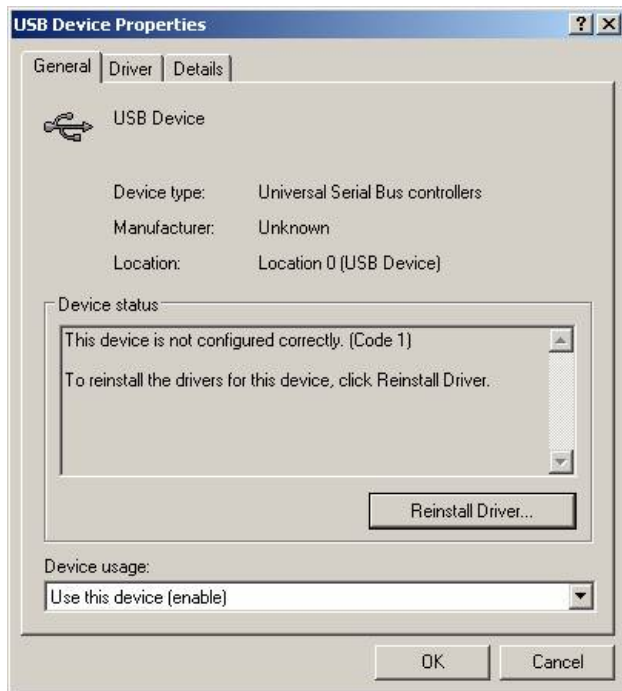 USB Device Properties
General Driver Details
USB Device
Device type: Universal Serial Bus controllers
Manufacturer: Unknown
Location: Location 0 (USB Device)
Device status
This device is not configured correctly. (Code 1)
To reinstall the drivers for this device, click Reinstall Driver.
Reinstall Driver...
Device usage:
Use this device (enable)
OK Cancel